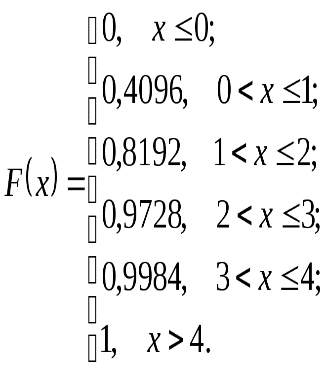 0, x ≤ 0;
0,4096, 0 < x ≤ 1;
0,8192, 1 < x ≤ 2;
F(x) =
0,9728, 2 < x ≤ 3;
0,9984, 3 < x ≤ 4;
1, x > 4.